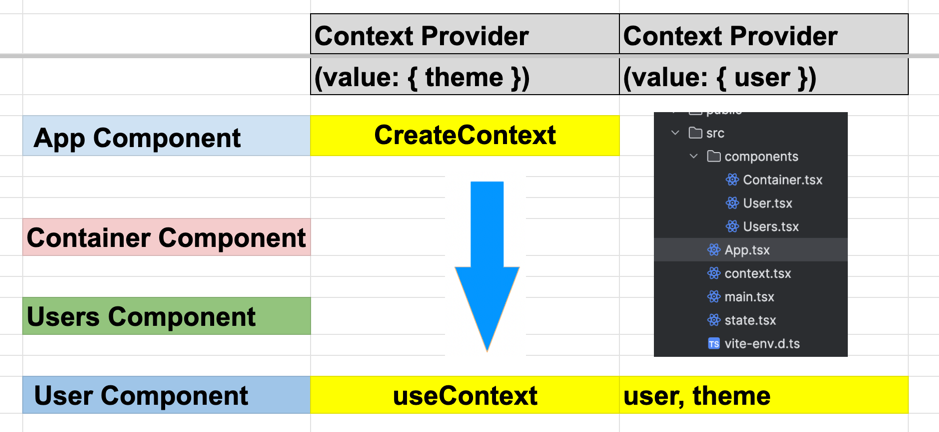 Context Provider Context Provider
(value: { theme }) (value: { user })
App Component CreateContext
public
src
components
Container.tsx
User.tsx
Users.tsx
App.tsx
context.tsx
main.tsx
state.tsx
TS vite-env.d.ts
Container Component
Users Component
User Component useContext user, theme